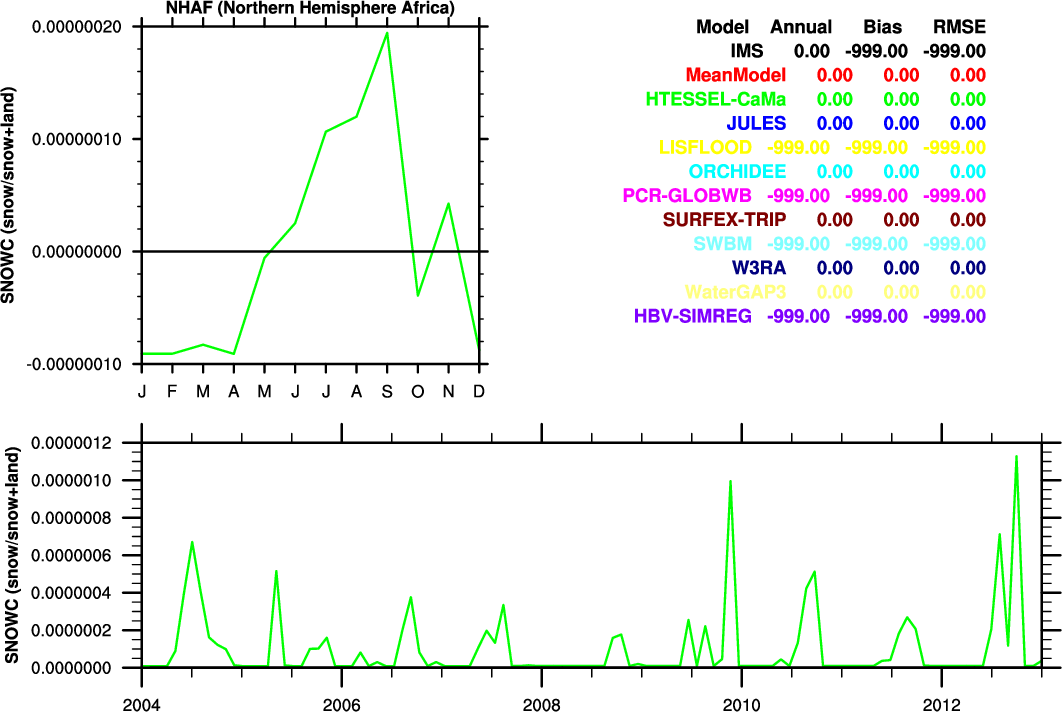 NHAF (Northern Hemisphere Africa)
SNOWC (snow/snow+land)
0.00000020
0.00000010
0.00000000
-0.00000010
J F M A M J J A S O N D
Model Annual Bias RMSE
IMS 0.00 -999.00 -999.00
MeanModel 0.00 0.00 0.00
HTESSEL-CaMa 0.00 0.00 0.00
JULES 0.00 0.00 0.00
LISFLOOD -999.00 -999.00 -999.00
ORCHIDEE 0.00 0.00 0.00
PCR-GLOBWB -999.00 -999.00 -999.00
SURFEX-TRIP 0.00 0.00 0.00
SWBM -999.00 -999.00 -999.00
W3RA 0.00 0.00 0.00
WaterGAP3 0.00 0.00 0.00
HBV-SIMREG -999.00 -999.00 -999.00
SNOWC (snow/snow+land)
0.0000012
0.0000010
0.0000008
0.0000006
0.0000004
0.0000002
0.0000000
2004 2006 2008 2010 2012